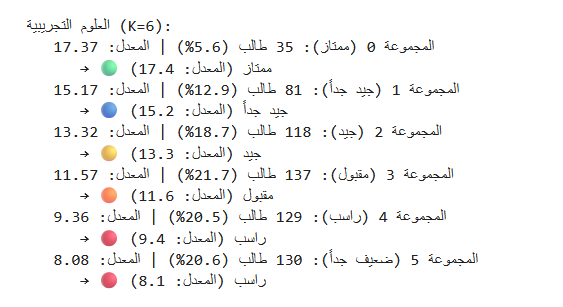 العلوم التجريبية (K=6):
المجموعة 0 (ممتاز): 35 طالب (5.6%) | المعدل: 17.37
→ 🟢 ممتاز (المعدل: 17.4)
المجموعة 1 (جيد جداً): 81 طالب (12.9%) | المعدل: 15.17
→ 🔵 جيد جداً (المعدل: 15.2)
المجموعة 2 (جيد): 118 طالب (18.7%) | المعدل: 13.32
→ 🟡 جيد (المعدل: 13.3)
المجموعة 3 (مقبول): 137 طالب (21.7%) | المعدل: 11.57
→ 🟠 مقبول (المعدل: 11.6)
المجموعة 4 (راسب): 129 طالب (20.5%) | المعدل: 9.36
→ 🔴 راسب (المعدل: 9.4)
المجموعة 5 (ضعيف جداً): 130 طالب (20.6%) | المعدل: 8.08
→ 🔴 راسب (المعدل: 8.1)